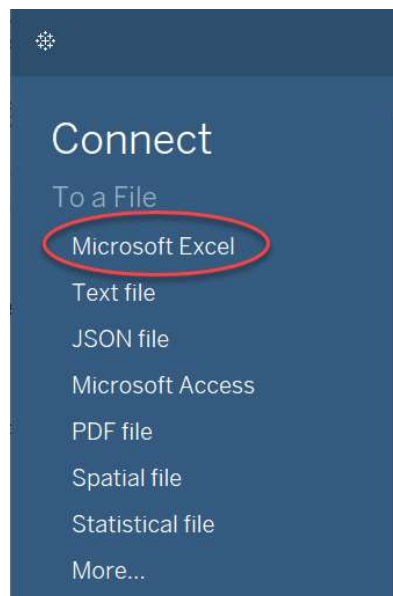 Connect
To a File
Microsoft Excel
Text file
JSON file
Microsoft Access
PDF file
Spatial file
Statistical file
More...